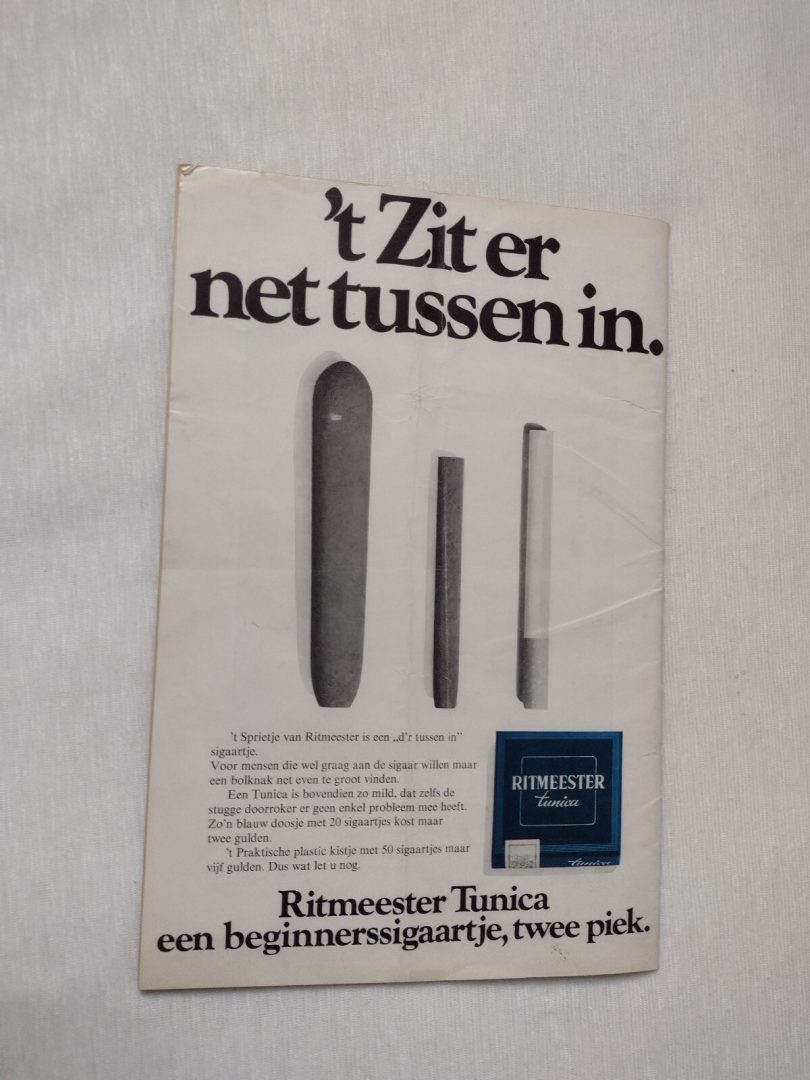 't Zit er
net tussen in.
't Sprietje van Ritmeester is een „d'r tussen in"
sigaartje.
Voor mensen die wel graag aan de sigaar willen maar
een bolknak net even te groot vinden.
Een Tunica is bovendien zo mild, dat zelfs de
stugge doorroker er geen enkel probleem mee heeft.
Zo'n blauw doosje met 20 sigaartjes kost maar
twee gulden.
't Praktische plastic kistje met 50 sigaartjes maar
vijf gulden. Dus wat let u nog.
RITMEESTER
tunica
tunica
Ritmeester Tunica
een beginnerssigaartje, twee piek.